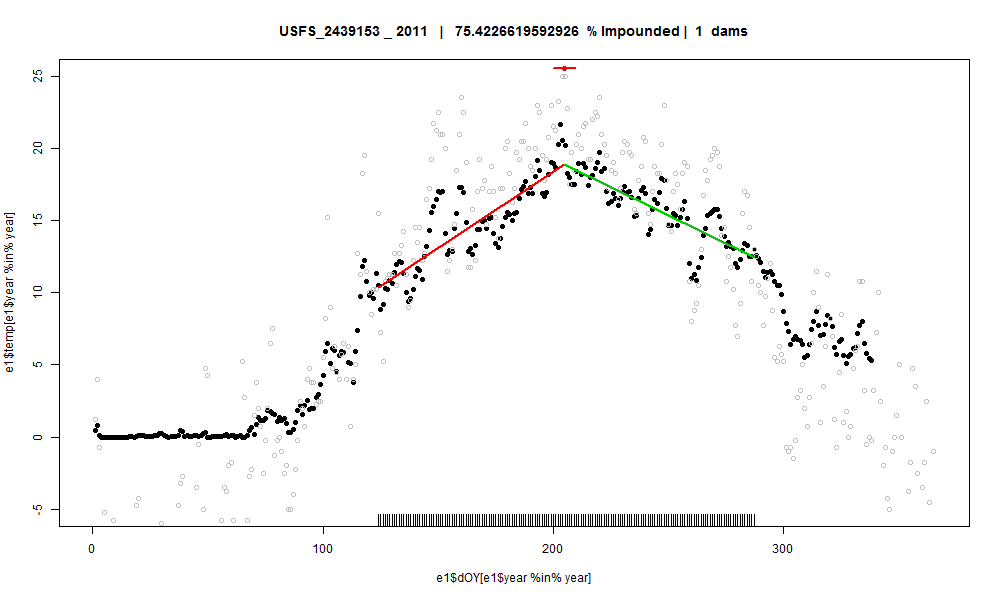 USFS_2439153 _ 2011 | 75.4226619592926 % Impounded | 1 dams
25
20
15
10
5
0
-5
e1$temp[e1$year %in% year]
0 100 200 300
e1$dOY[e1$year %in% year]